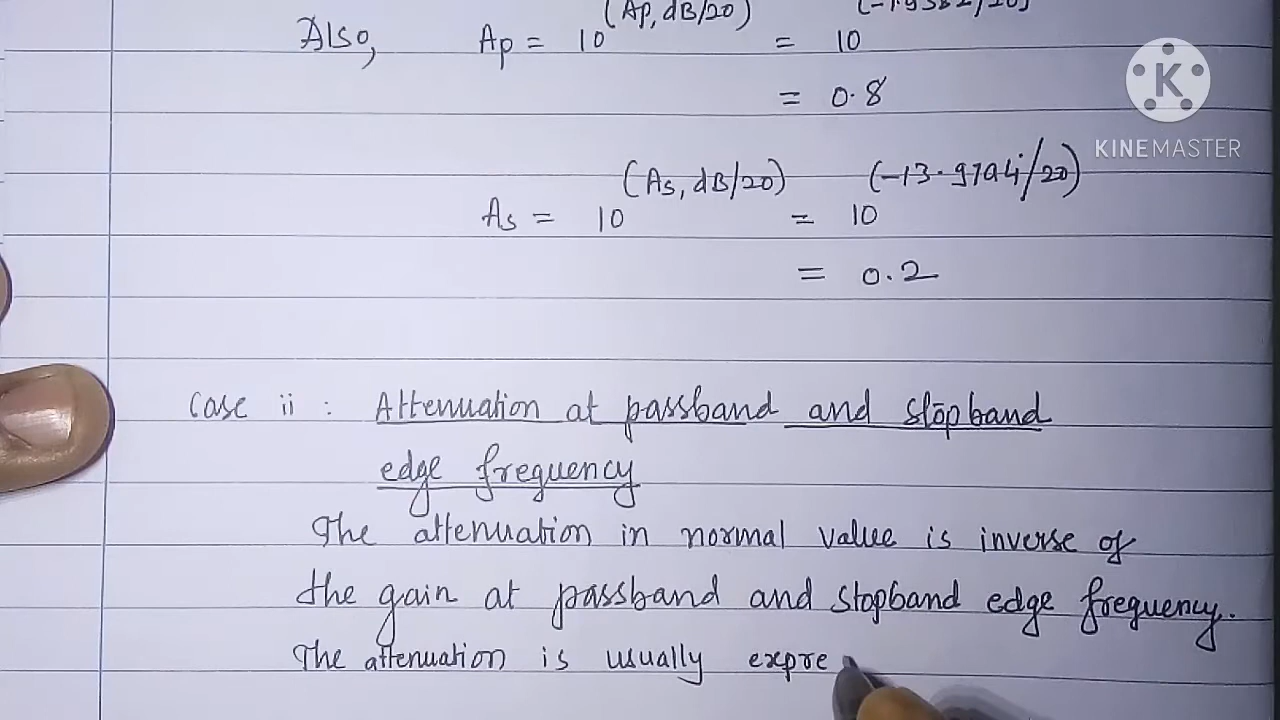 (Ap, dB/20)
Also, Ap = 10 = 10
= 0.8
K
KINEMASTER
(As, dB/20) (-13.9794/20)
As = 10 = 10
= 0.2
Case ii : Attenuation at passband and stopband
edge frequency
The attenuation in normal value is inverse of
the gain at passband and stopband edge frequency.
The attenuation is usually expre